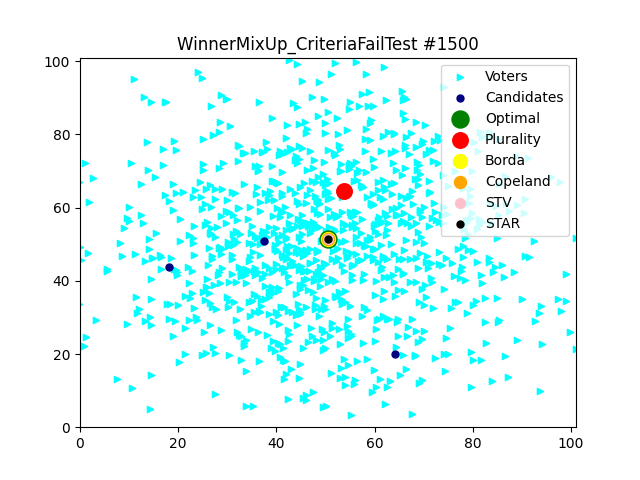 WinnerMixUp_CriteriaFailTest #1500
Voters
Candidates
Optimal
Plurality
Borda
Copeland
STV
STAR
100
80
60
40
20
0
0 20 40 60 80 100